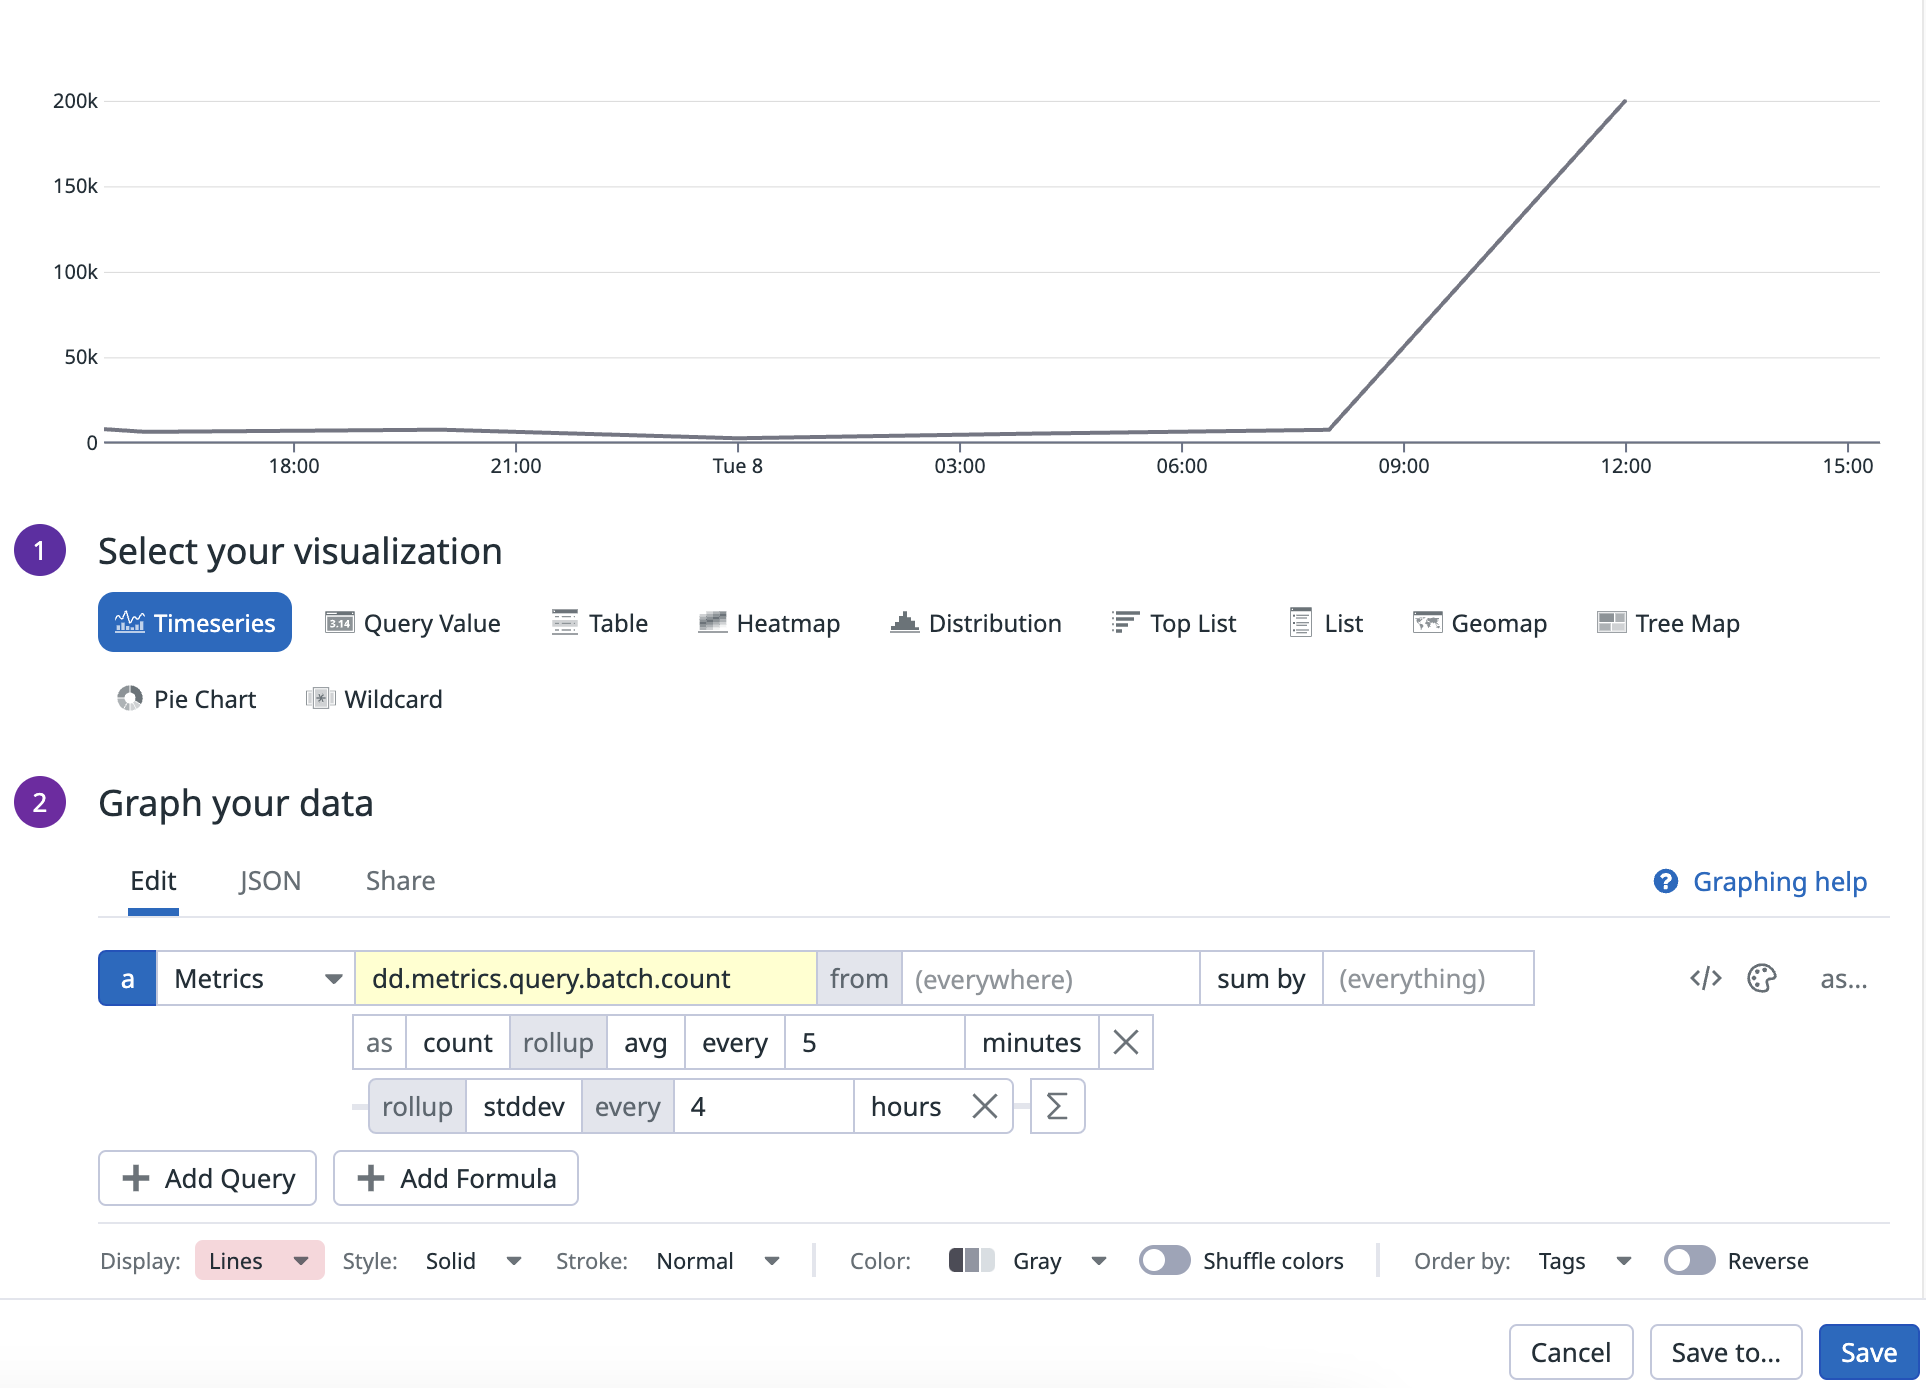 200k
150k
100k
50k
0
18:00 21:00 Tue 8 03:00 06:00 09:00 12:00 15:00
1 Select your visualization
Timeseries 3.14 Query Value Table Heatmap Distribution Top List List Geomap Tree Map
Pie Chart Wildcard
2 Graph your data
Edit JSON Share ? Graphing help
a Metrics dd.metrics.query.batch.count from (everywhere) sum by (everything) </> as...
as count rollup avg every 5 minutes
rollup stddev every 4 hours Σ
+ Add Query + Add Formula
Display: Lines Style: Solid Stroke: Normal Color: Gray Shuffle colors Order by: Tags Reverse
Cancel Save to... Save